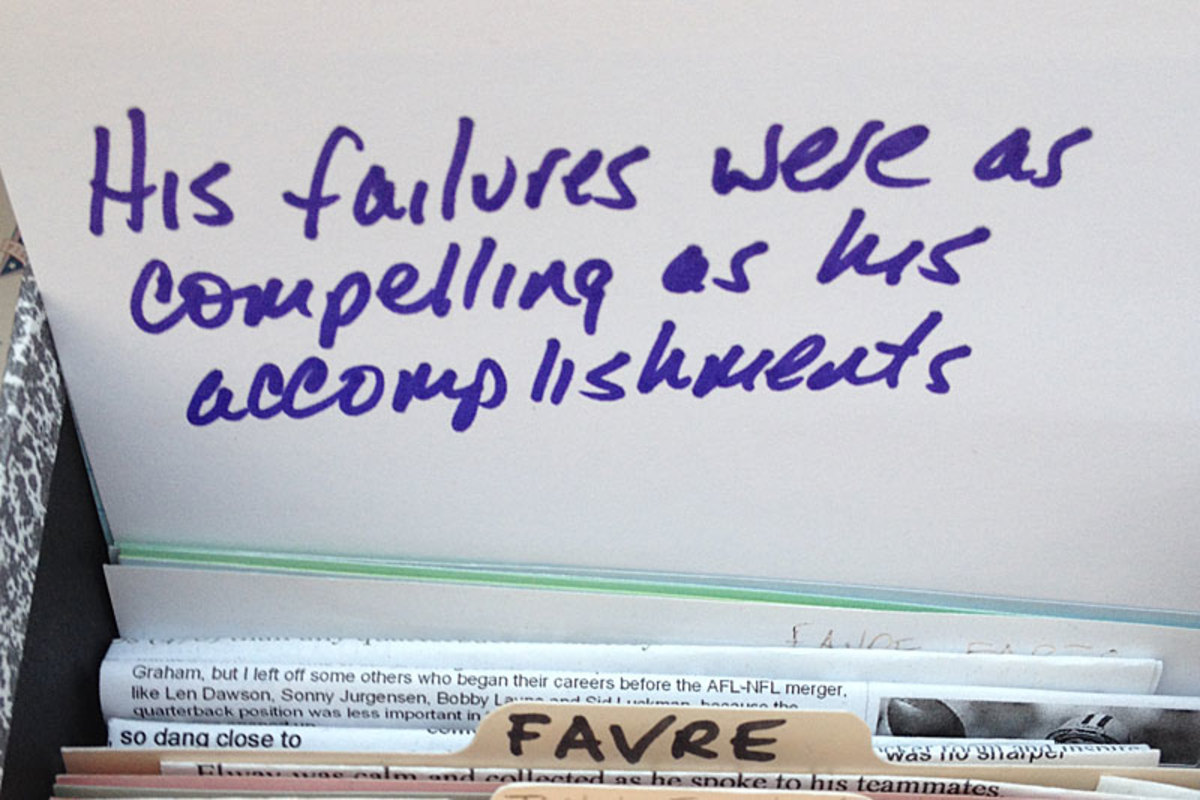 His failures were as
compelling as his
accomplishments
FAVRE FARTS
Graham, but I left off some others who began their careers before the AFL-NFL merger,
like Len Dawson, Sonny Jurgensen, Bobby Layne and Sid Luckman, because the
quarterback position was less important in
so dang close to
FAVRE
was no sharper
Elway was calm and collected as he spoke to his teammates.